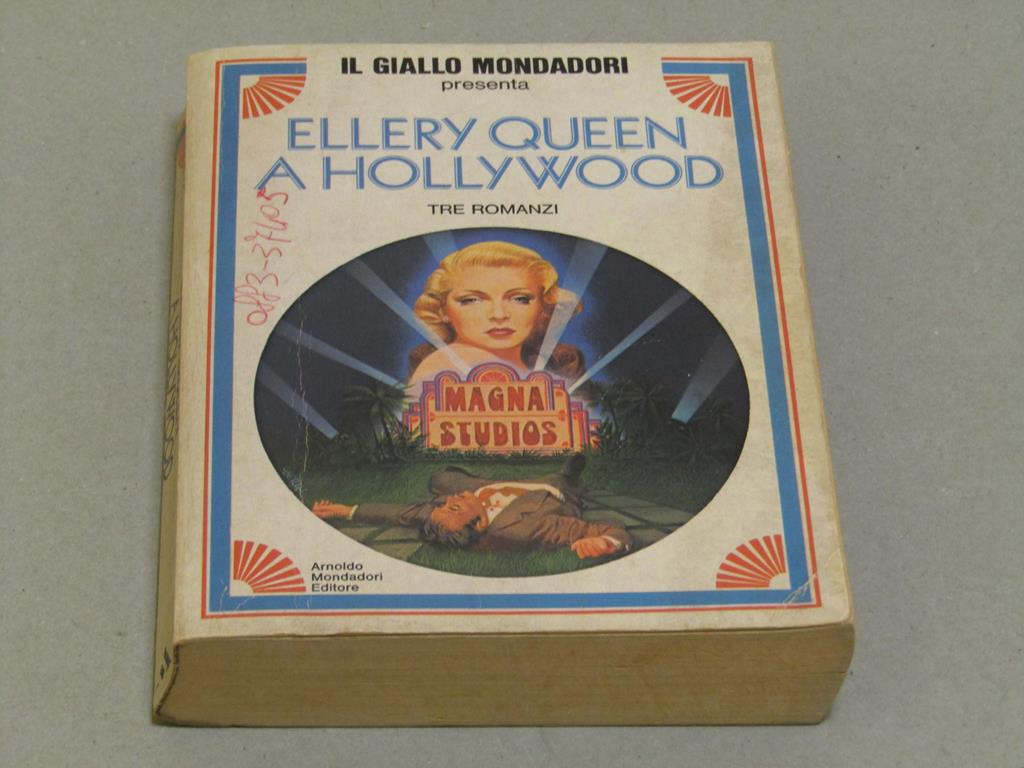 IL GIALLO MONDADORI
presenta
ELLERY QUEEN
A HOLLYWOOD
TRE ROMANZI
MAGNA
STUDIOS
Arnoldo
Mondadori
Editore